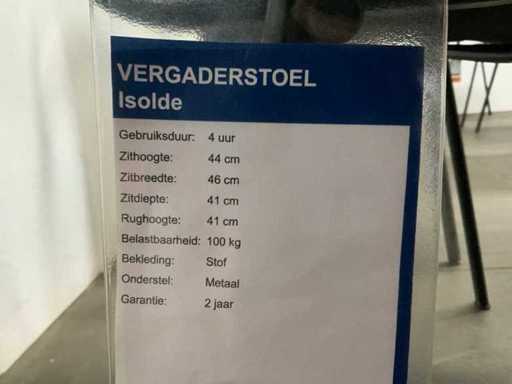 VERGADERSTOEL
Isolde
Gebruiksduur: 4 uur
Zithoogte: 44 cm
Zitbreedte: 46 cm
Zitdiepte: 41 cm
Rughoogte: 41 cm
Belastbaarheid: 100 kg
Bekleding: Stof
Onderstel: Metaal
Garantie: 2 jaar